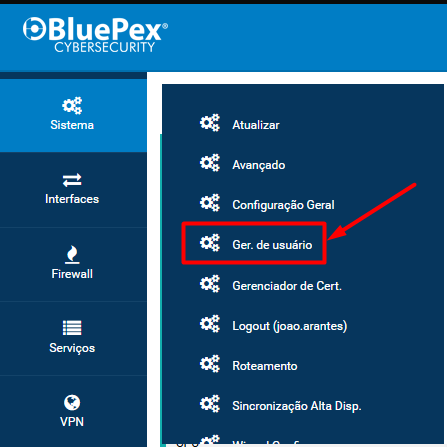 BluePex®
CYBERSECURITY
Sistema
Interfaces
Firewall
Serviços
VPN
Atualizar
Avançado
Configuração Geral
Ger. de usuário
Gerenciador de Cert.
Logout (joao.arantes)
Roteamento
Sincronização Alta Disp.